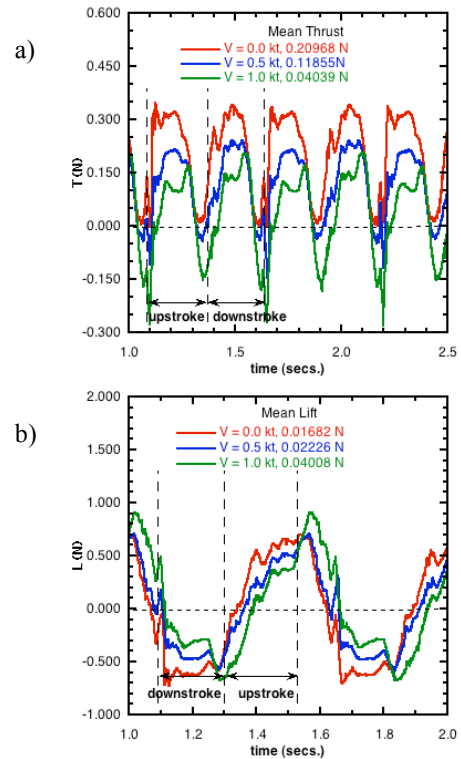 a)
Mean Thrust
V = 0.0 kt, 0.20968 N
V = 0.5 kt, 0.11855 N
V = 1.0 kt, 0.04039 N
0.600
0.450
0.300
0.150
0.000
-0.150
-0.300
T (N)
upstroke
downstroke
1.0
1.5
2.0
2.5
time (secs.)
b)
Mean Lift
V = 0.0 kt, 0.01682 N
V = 0.5 kt, 0.02226 N
V = 1.0 kt, 0.04008 N
2.000
1.000
0.500
0.000
-0.500
-1.000
L (N)
downstroke
upstroke
1.0
1.2
1.4
1.6
1.8
2.0
time (secs.)